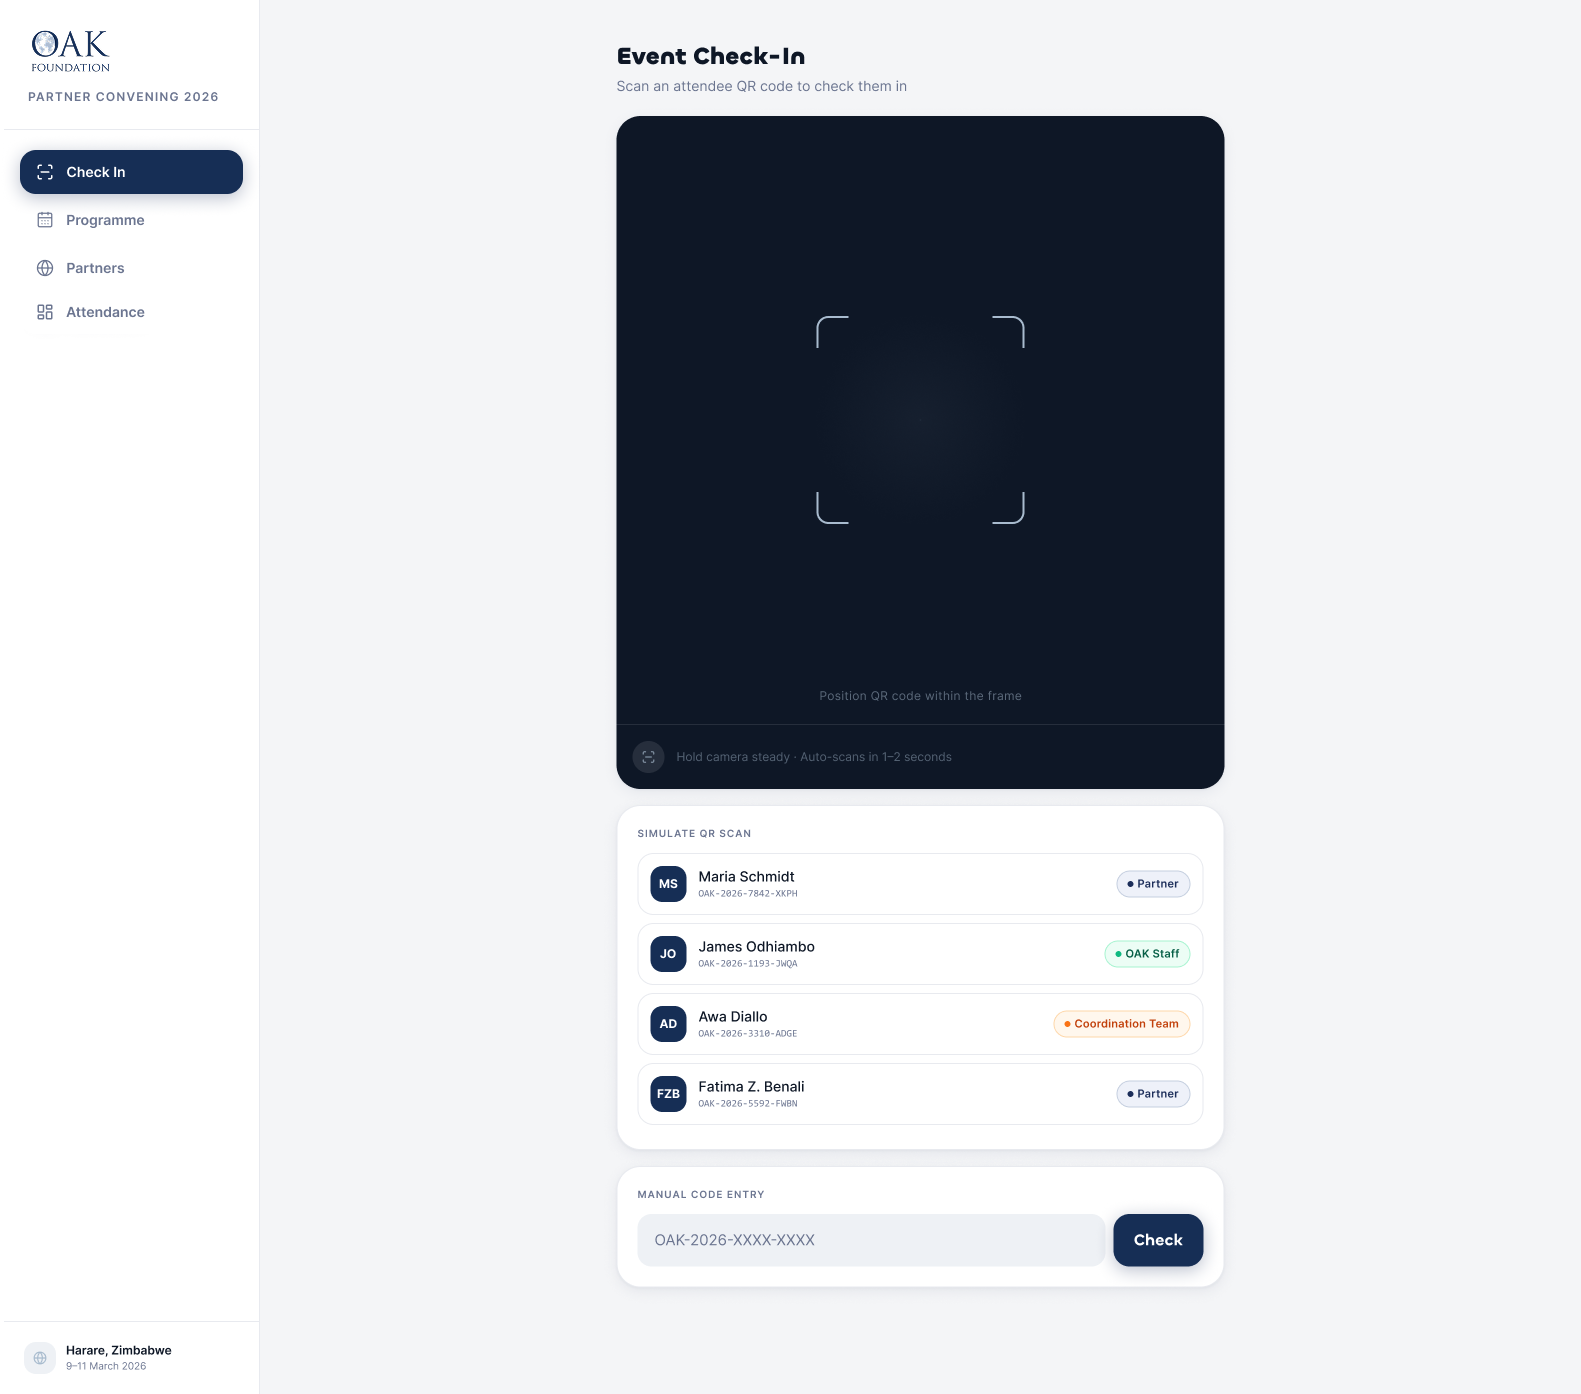 OAK
FOUNDATION
PARTNER CONVENING 2026
Check In
Programme
Partners
Attendance
Harare, Zimbabwe
9–11 March 2026
Event Check-In
Scan an attendee QR code to check them in
Position QR code within the frame
Hold camera steady · Auto-scans in 1–2 seconds
SIMULATE QR SCAN
MS
Maria Schmidt
OAK-2026-7842-XKPH
Partner
JO
James Odhiambo
OAK-2026-1193-JWQA
OAK Staff
AD
Awa Diallo
OAK-2026-3310-ADGE
Coordination Team
FZB
Fatima Z. Benali
OAK-2026-5592-FWBN
Partner
MANUAL CODE ENTRY
OAK-2026-XXXX-XXXX
Check